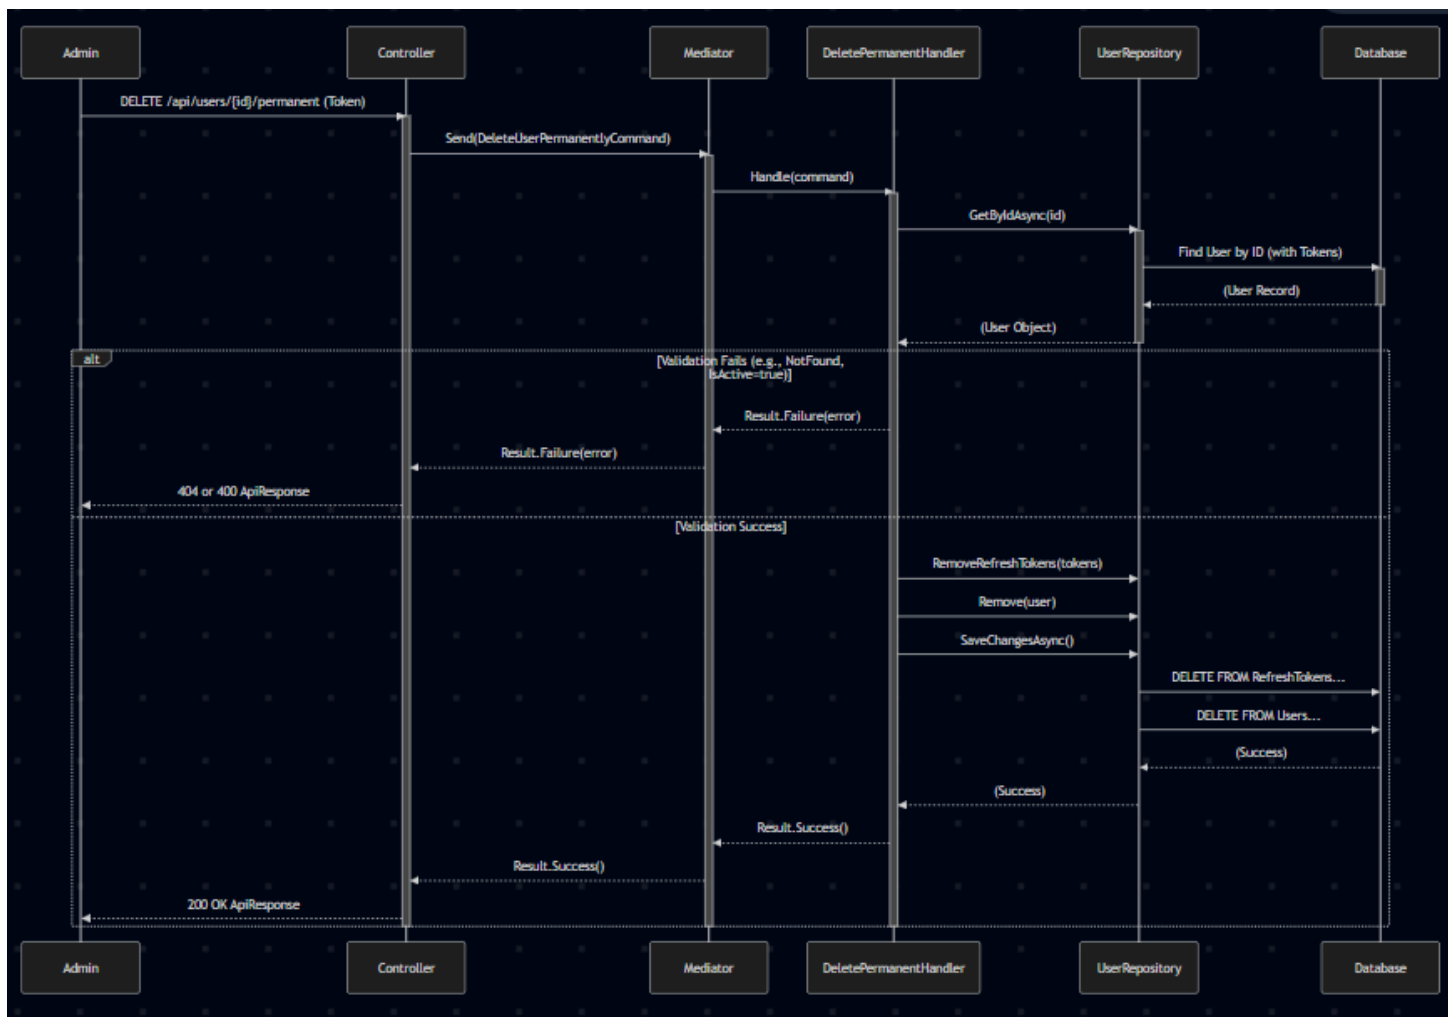 Admin
Controller
Mediator
DeletePermanentHandler
UserRepository
Database
DELETE /api/users/{id}/permanent (Token)
Send(DeleteUserPermanentlyCommand)
Handle(command)
GetByIdAsync(id)
Find User by ID (with Tokens)
(User Record)
(User Object)
alt
[Validation Fails (e.g., NotFound,
IsActive=true)]
Result.Failure(error)
Result.Failure(error)
404 or 400 ApiResponse
[Validation Success]
RemoveRefreshTokens(tokens)
Remove(user)
SaveChangesAsync()
DELETE FROM RefreshTokens...
DELETE FROM Users...
(Success)
(Success)
Result.Success()
Result.Success()
200 OK ApiResponse
Admin
Controller
Mediator
DeletePermanentHandler
UserRepository
Database